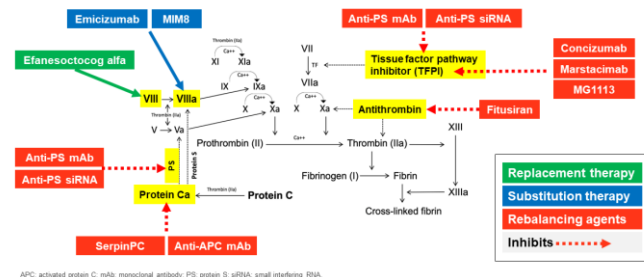 Emicizumab
MIM8
Anti-PS mAb
Anti-PS siRNA
Efanesoctocog alfa
Thrombin (IIa)
XI
Ca++
XIa
VII
TF
VIIa
Tissue factor pathway
inhibitor (TFPI)
Concizumab
Marstacimab
MG1113
IX
Ca++
IXa
VIII
VIIIa
Thrombin (IIa)
X
Ca++
Xa
X
Ca++
Xa
Antithrombin
Fitusiran
V
Va
Prothrombin (II)
Ca++
Thrombin (IIa)
XIII
Anti-PS mAb
Anti-PS siRNA
PS
Protein S
Fibrinogen (I)
Fibrin
XIIIa
Protein Ca
Thrombin (IIa)
Protein C
Cross-linked fibrin
SerpinPC
Anti-APC mAb
Replacement therapy
Substitution therapy
Rebalancing agents
Inhibits
APC: activated protein C; mAb: monoclonal antibody; PS: protein S; siRNA: small interfering RNA.